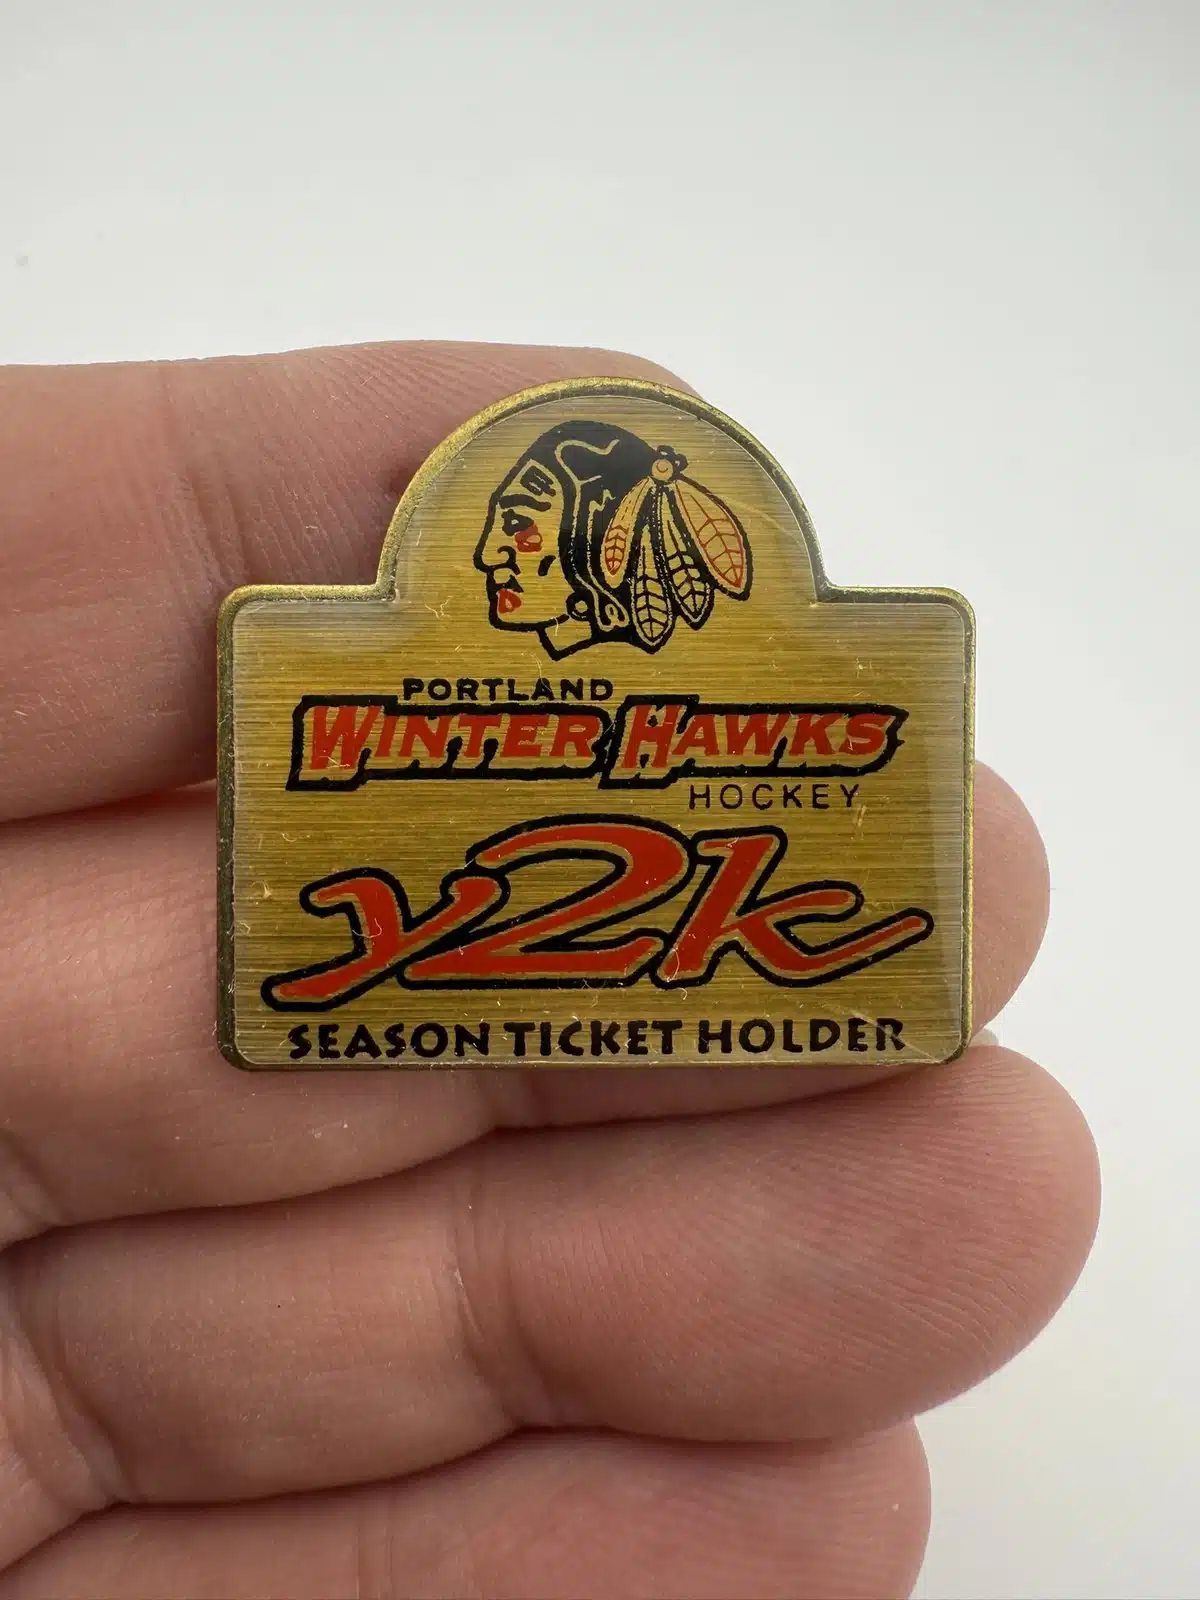 PORTLAND
WINTER HAWKS
HOCKEY
y2k
SEASON TICKET HOLDER